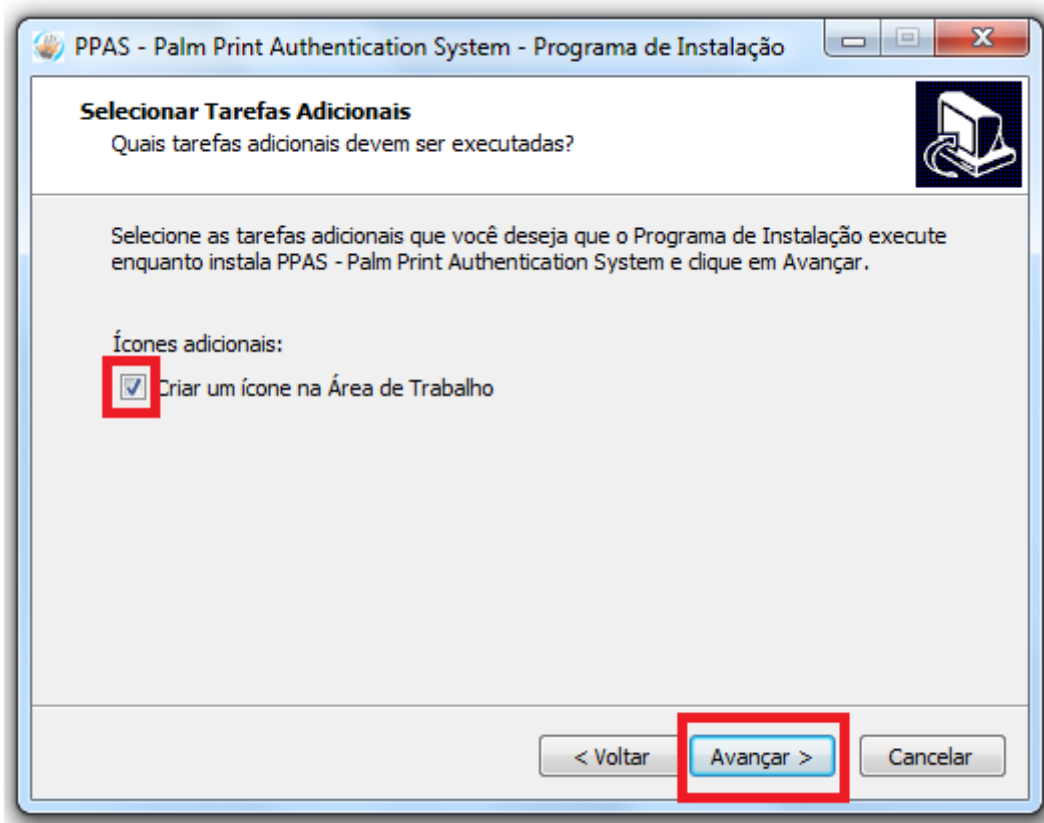 PPAS - Palm Print Authentication System - Programa de Instalação
Selecionar Tarefas Adicionais
Quais tarefas adicionais devem ser executadas?
Selecione as tarefas adicionais que você deseja que o Programa de Instalação execute
enquanto instala PPAS - Palm Print Authentication System e clique em Avançar.
Ícones adicionais:
Criar um ícone na Área de Trabalho
< Voltar
Avançar >
Cancelar